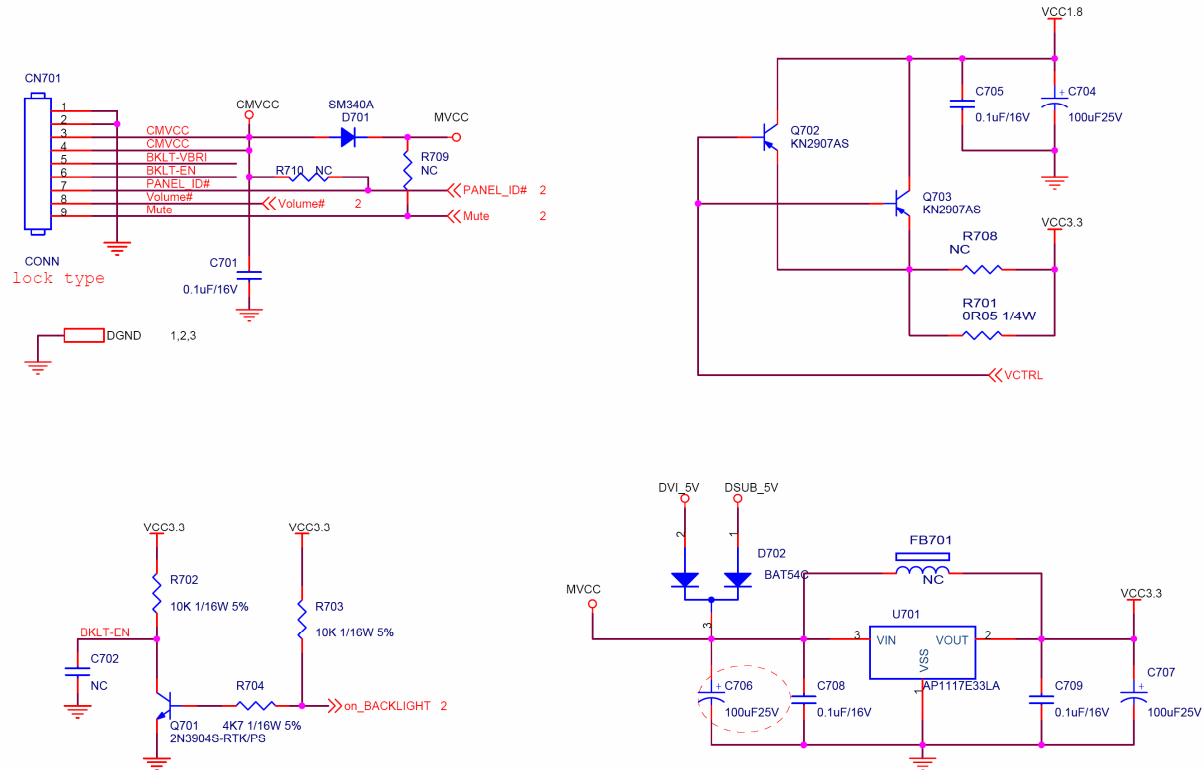 CN701
1
2
3
4
5
6
7
8
9
CMVCC
CMVCC
BKLT-VBRI
BKLT-EN
PANEL_ID#
Volume#
Mute
CONN
lock type
CMVCC
SM340A
D701
MVCC
R709
NC
R710 NC
PANEL_ID# 2
Volume# 2
Mute 2
C701
0.1uF/16V
DGND 1,2,3
VCC1.8
C705
0.1uF/16V
C704
100uF25V
+
Q702
KN2907AS
Q703
KN2907AS
R708
NC
VCC3.3
R701
0R05 1/4W
VCTRL
VCC3.3
VCC3.3
R702
10K 1/16W 5%
R703
10K 1/16W 5%
BKLT-EN
C702
NC
R704
4K7 1/16W 5%
Q701
2N3904S-RTK/PS
on_BACKLIGHT 2
DVI_5V
DSUB_5V
2
1
D702
BAT54C
3
MVCC
FB701
NC
U701
3
VIN
VOUT
2
VSS
1
AP1117E33LA
VCC3.3
+
C706
100uF25V
C708
0.1uF/16V
C709
0.1uF/16V
+
C707
100uF25V